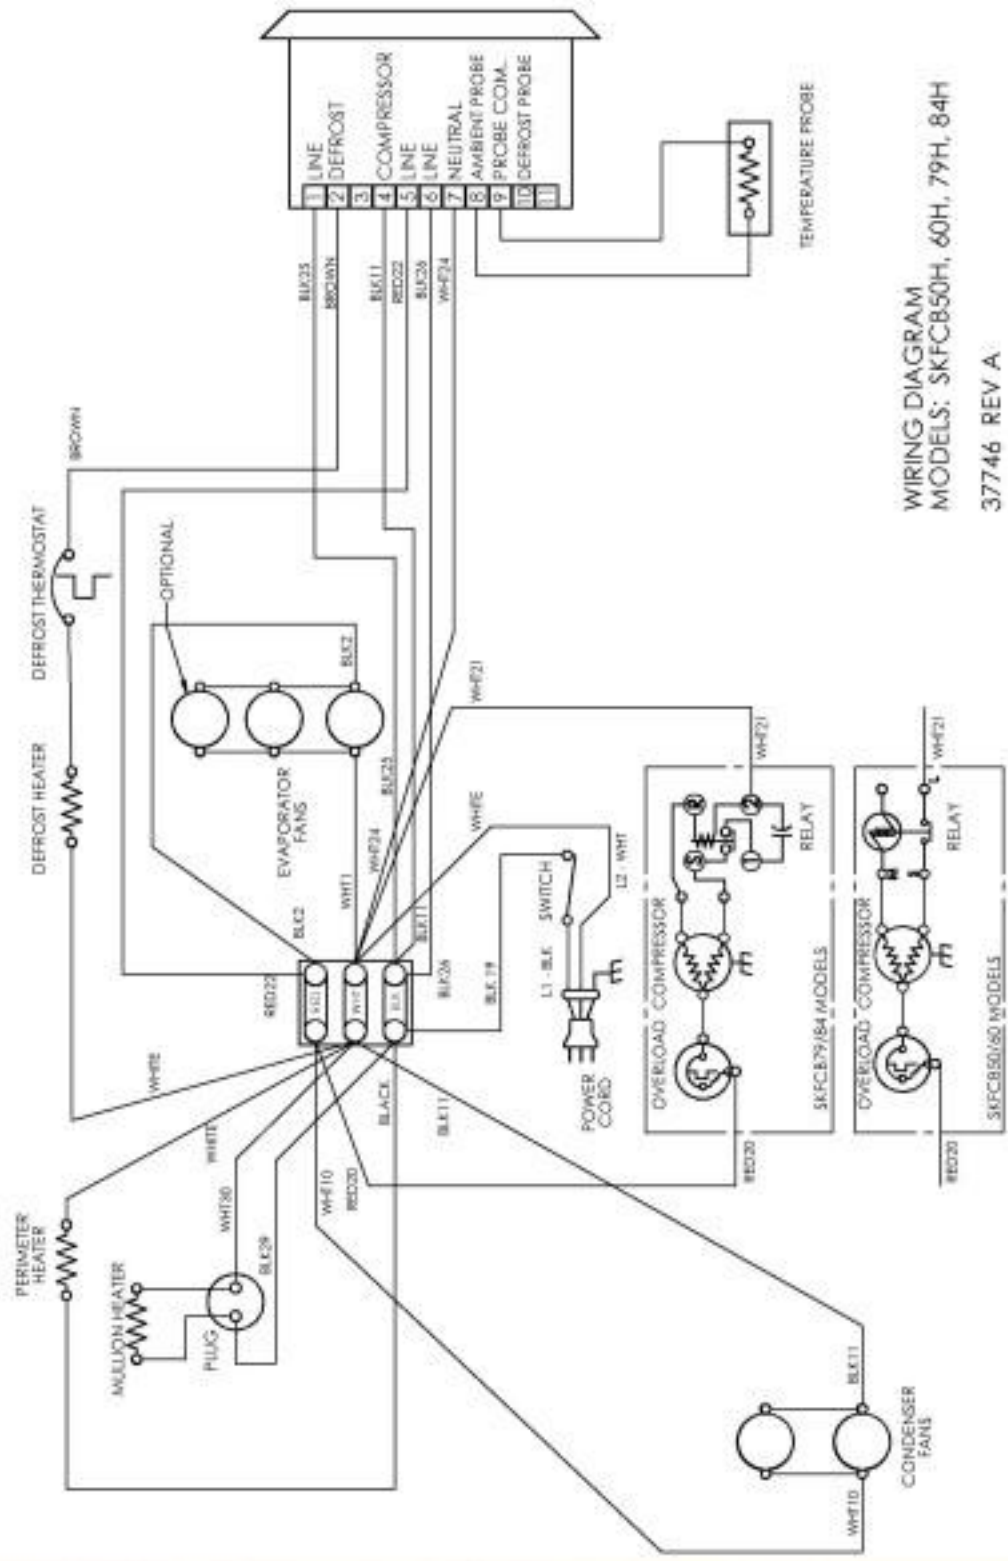 1 LINE
2 DEFROST
3
4 COMPRESSOR
5 LINE
6 LINE
7 NEUTRAL
8 AMBIENT PROBE
9 PROBE COM..
10 DEFROST PROBE
11
BLK25
BROWN
BLK11
RED22
BLK26
WHT24
TEMPERATURE PROBE
BROWN
DEFROST THERMOSTAT
OPTIONAL
DEFROST HEATER
EVAPORATOR
FANS
BLK2
BLK2
WHT1
WHT24
BLK25
WHT21
WHITE
BLK11
RED22
RED
WHT
BLK
BLK26
BLK 19
SWITCH
L1 - BLK
L2 - WHT
POWER
CORD
WHITE
WHITE
BLACK
BLK11
WHT10
RED20
WHT30
BLK29
PERIMETER
HEATER
MULLION HEATER
PLUG
OVERLOAD COMPRESSOR
R
S
L2
RELAY
WHT21
SKFCB79/84 MODELS
RED20
OVERLOAD COMPRESSOR
L
RELAY
WHT21
SKFCB50/60 MODELS
RED20
BLK11
WHT10
CONDENSER
FANS
WIRING DIAGRAM
MODELS: SKFCB50H, 60H, 79H, 84H
37746 REV A